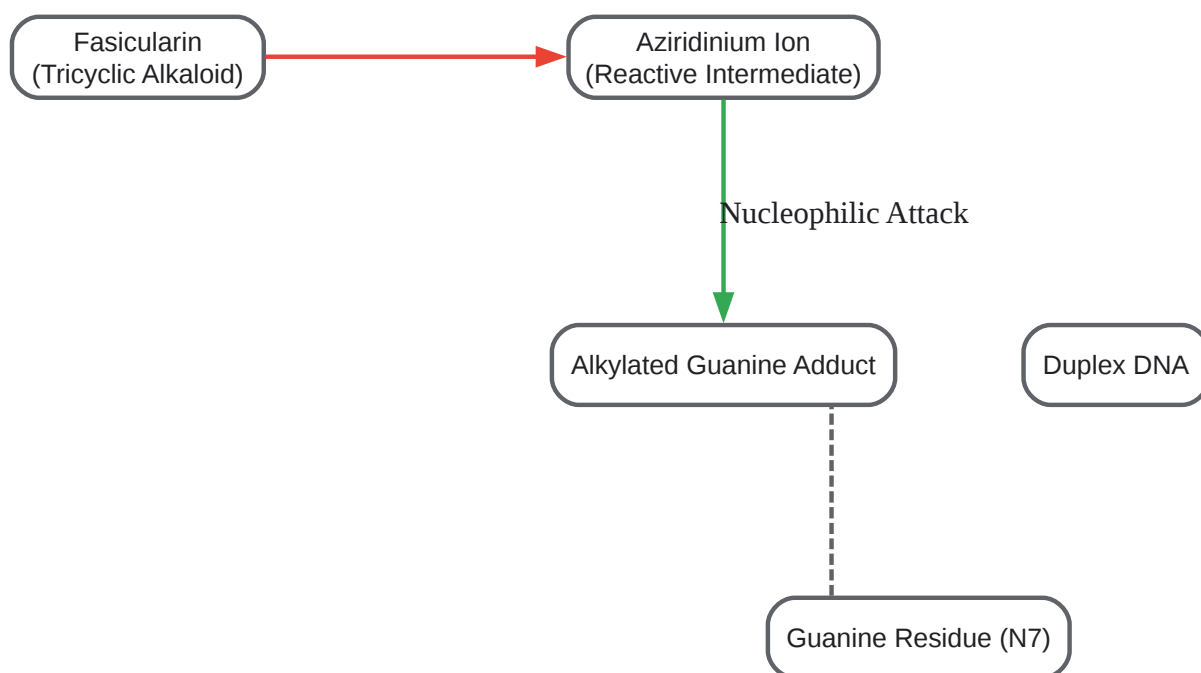 Fasicularin
(Tricyclic Alkaloid)
Aziridinium Ion
(Reactive Intermediate)
Nucleophilic Attack
Alkylated Guanine Adduct
Duplex DNA
Guanine Residue (N7)